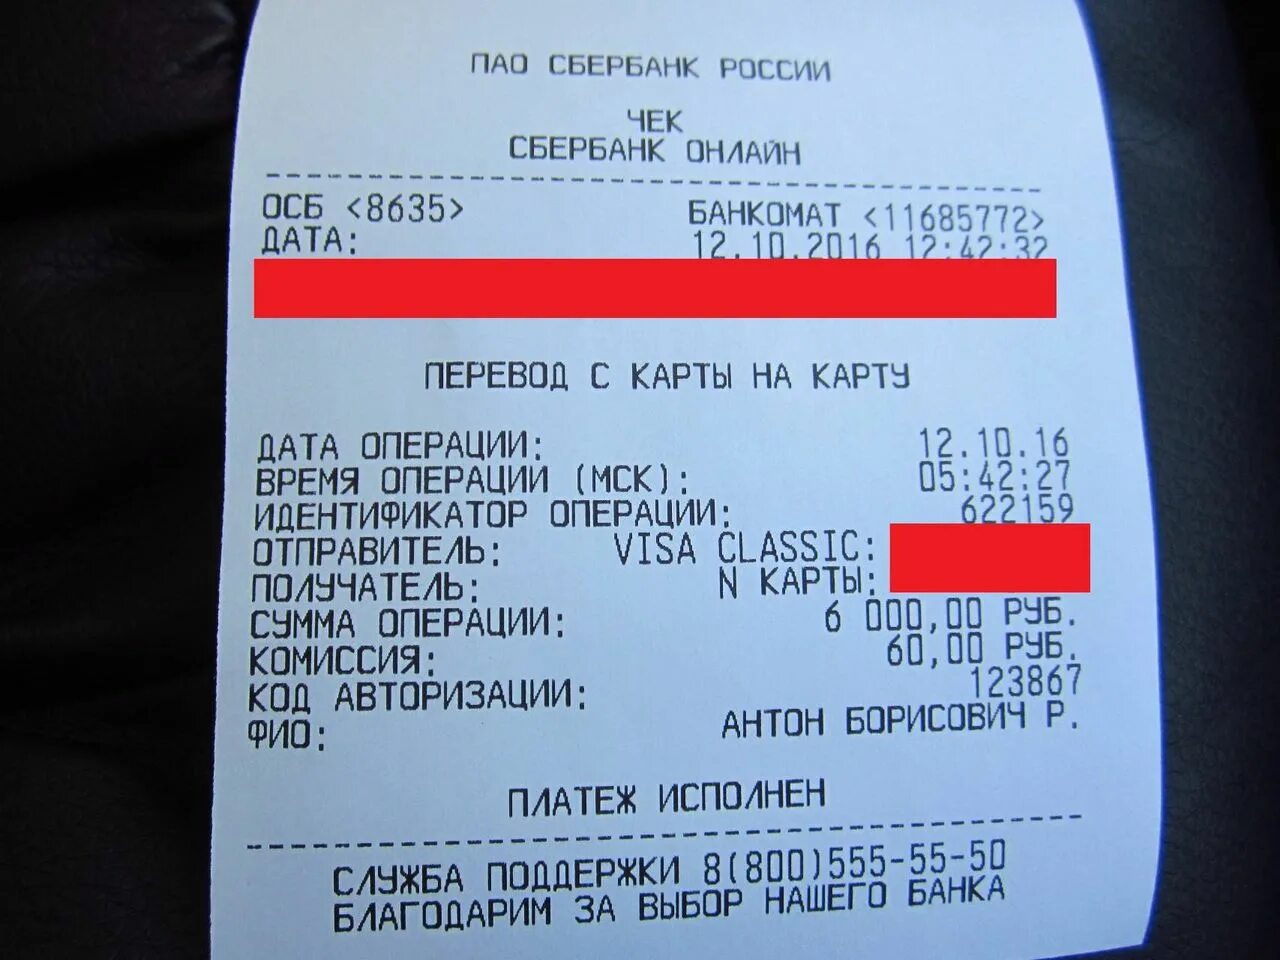 ПАО СБЕРБАНК РОССИИ
ЧЕК
СБЕРБАНК ОНЛАЙН
ОСБ <8635> БАНКОМАТ <11685772>
ДАТА: 12.10.2016 12:42:32
ПЕРЕВОД С КАРТЫ НА КАРТУ
ДАТА ОПЕРАЦИИ: 12.10.16
ВРЕМЯ ОПЕРАЦИИ (МСК): 05:42:27
ИДЕНТИФИКАТОР ОПЕРАЦИИ: 622159
ОТПРАВИТЕЛЬ: VISA CLASSIC:
ПОЛУЧАТЕЛЬ: N КАРТЫ:
СУММА ОПЕРАЦИИ: 6 000,00 РУБ.
КОМИССИЯ: 60,00 РУБ.
КОД АВТОРИЗАЦИИ: 123867
ФИО: АНТОН БОРИСОВИЧ Р.
ПЛАТЕЖ ИСПОЛНЕН
СЛУЖБА ПОДДЕРЖКИ 8(800)555-55-50
БЛАГОДАРИМ ЗА ВЫБОР НАШЕГО БАНКА